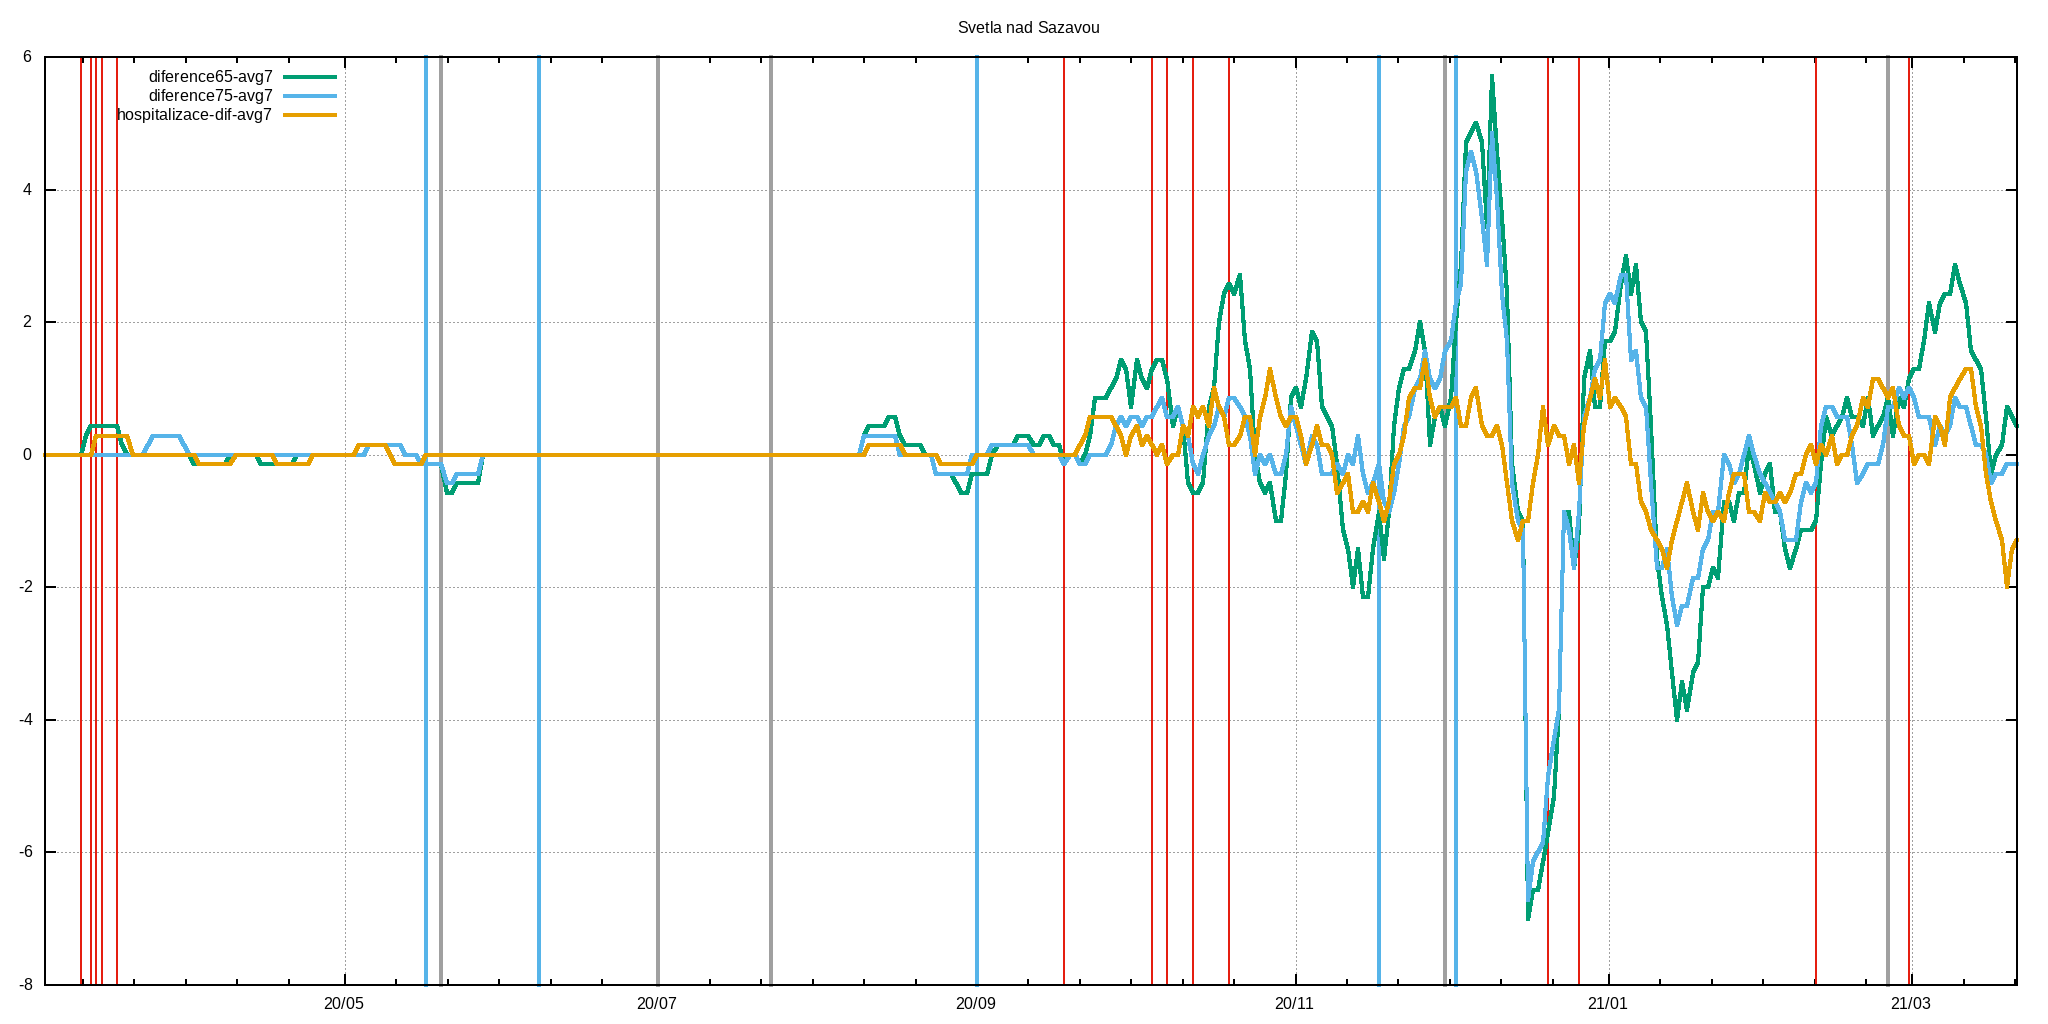 Svetla nad Sazavou
6
diference65-avg7
diference75-avg7
hospitalizace-dif-avg7
4
2
0
-2
-4
-6
-8
20/05 20/07 20/09 20/11 21/01 21/03